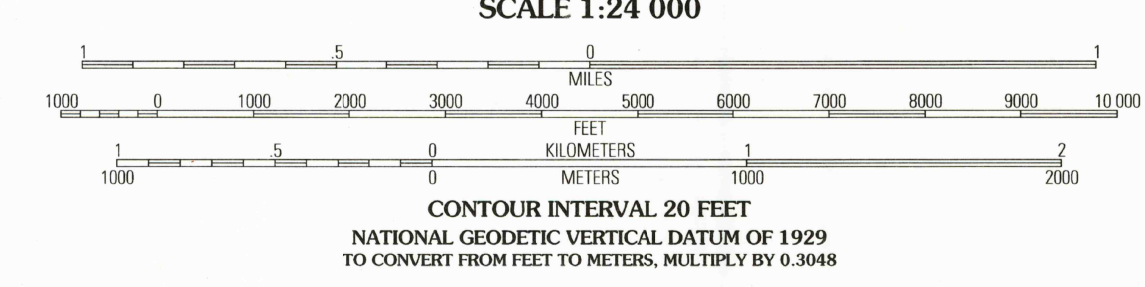 SCALE 1:24 000
1 .5 0 1
MILES
1000 0 1000 2000 3000 4000 5000 6000 7000 8000 9000 10 000
FEET
1 .5 0 KILOMETERS 1 2
1000 0 METERS 1000 2000
CONTOUR INTERVAL 20 FEET
NATIONAL GEODETIC VERTICAL DATUM OF 1929
TO CONVERT FROM FEET TO METERS, MULTIPLY BY 0.3048